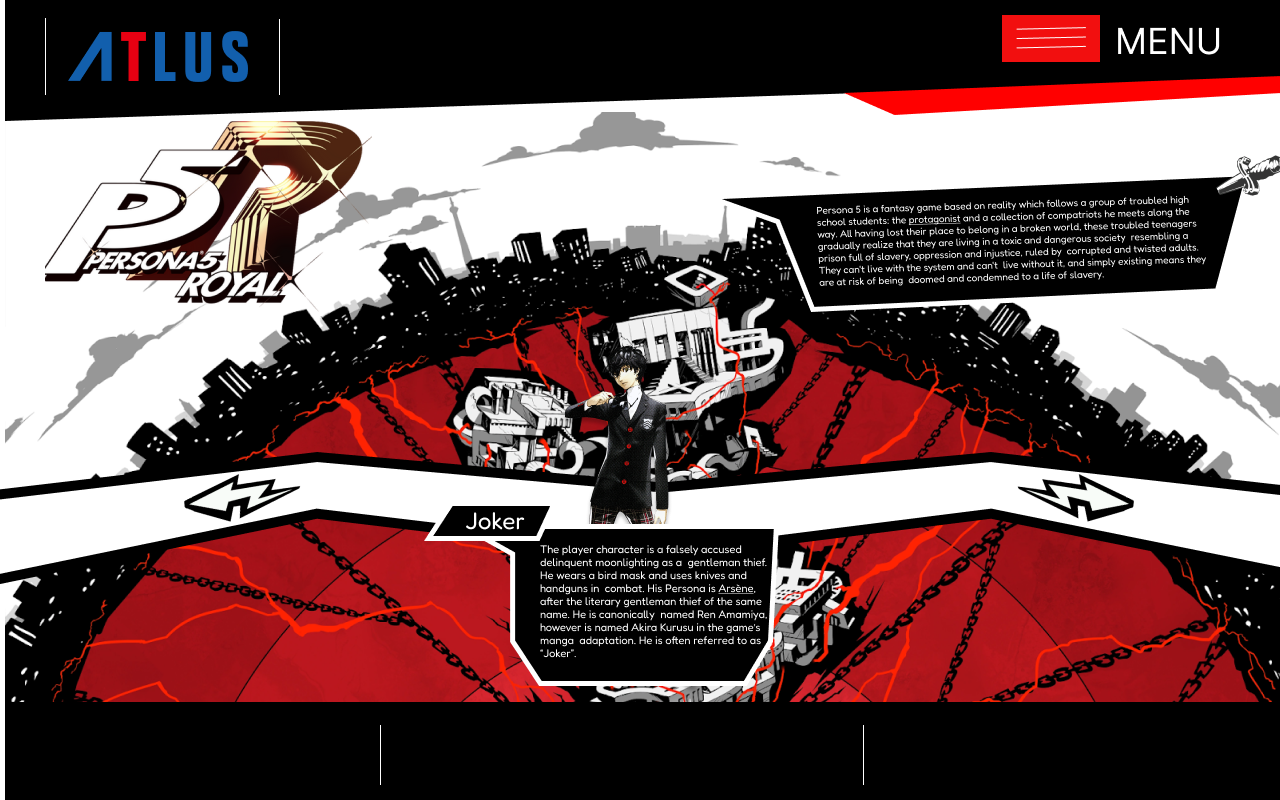 ATLUS
MENU
P5R
PERSONA5
ROYAL
Persona 5 is a fantasy game based on reality which follows a group of troubled high
school students: the protagonist and a collection of compatriots he meets along the
way. All having lost their place to belong in a broken world, these troubled teenagers
gradually realize that they are living in a toxic and dangerous society resembling a
prison full of slavery, oppression and injustice, ruled by corrupted and twisted adults.
They can't live with the system and can't live without it, and simply existing means they
are at risk of being doomed and condemned to a life of slavery.
Joker
The player character is a falsely accused
delinquent moonlighting as a gentleman thief.
He wears a bird mask and uses knives and
handguns in combat. His Persona is Arsène,
after the literary gentleman thief of the same
name. He is canonically named Ren Amamiya,
however is named Akira Kurusu in the game's
manga adaptation. He is often referred to as
"Joker".